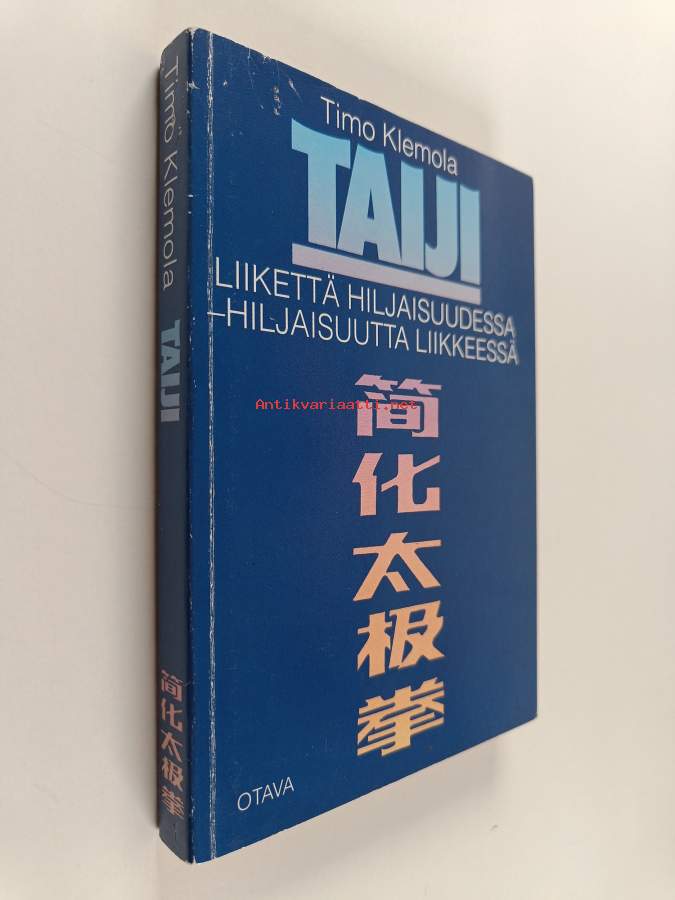 Timo Klemola
TAIJI
LIIKETTÄ HILJAISUUDESSA
–HILJAISUUTTA LIIKKEESSÄ
Antikvariaatti.net
简化太极拳
OTAVA
Timo Klemola TAIJI 简化太极拳